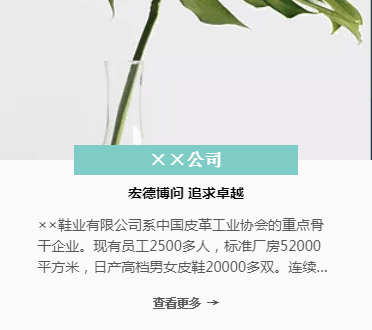 ××公司
宏德博问 追求卓越
××鞋业有限公司系中国皮革工业协会的重点骨
干企业。现有员工2500多人，标准厂房52000
平方米，日产高档男女皮鞋20000多双。连续...
查看更多 →